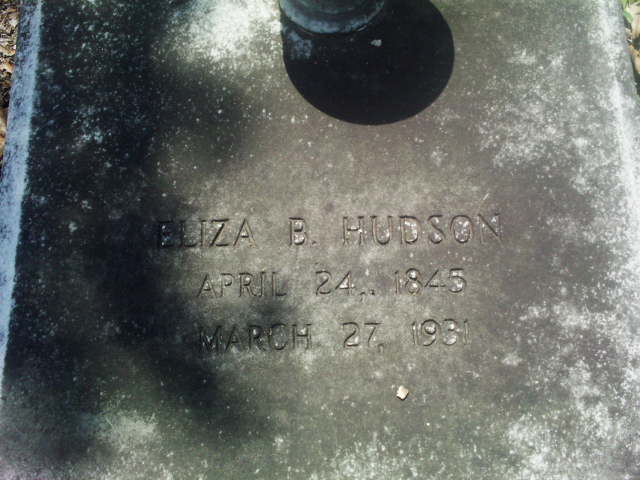 ELIZA B. HUDSON
APRIL 24, 1845
MARCH 27, 1931